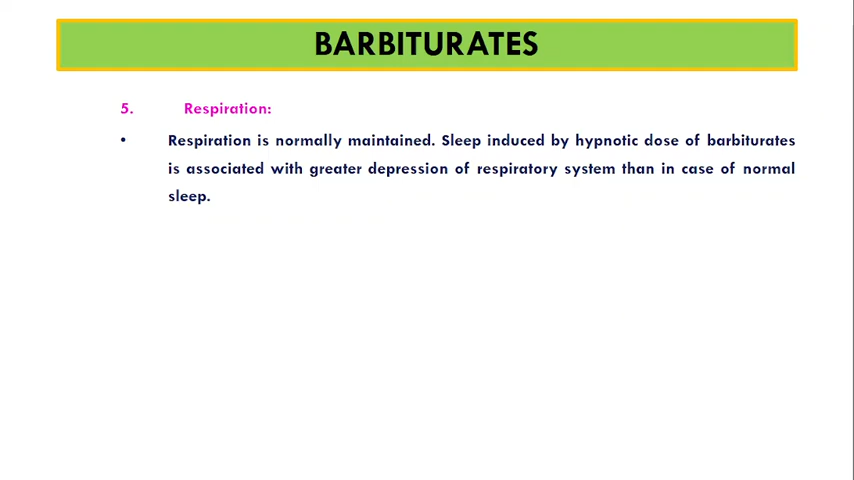 BARBITURATES
5. Respiration:
• Respiration is normally maintained. Sleep induced by hypnotic dose of barbiturates
is associated with greater depression of respiratory system than in case of normal
sleep.